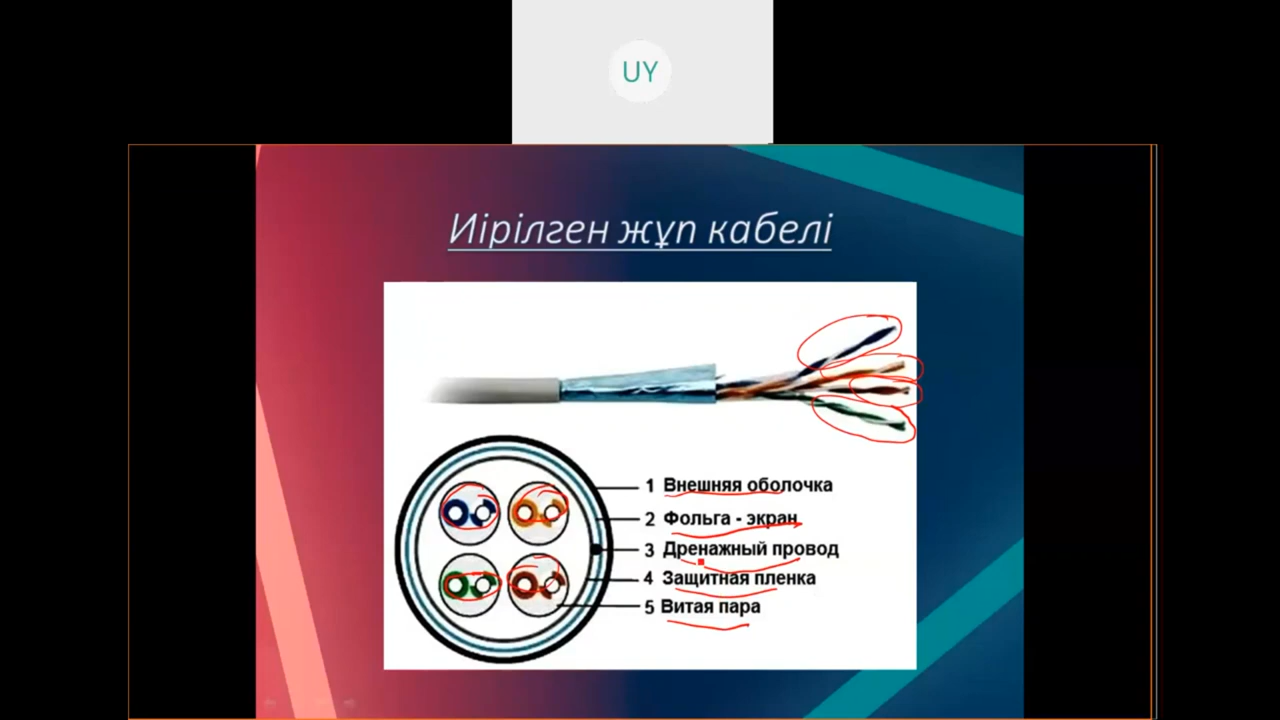 UY
Иірілген жұп кабелі
1 Внешняя оболочка
2 Фольга - экран
3 Дренажный провод
4 Защитная пленка
5 Витая пара